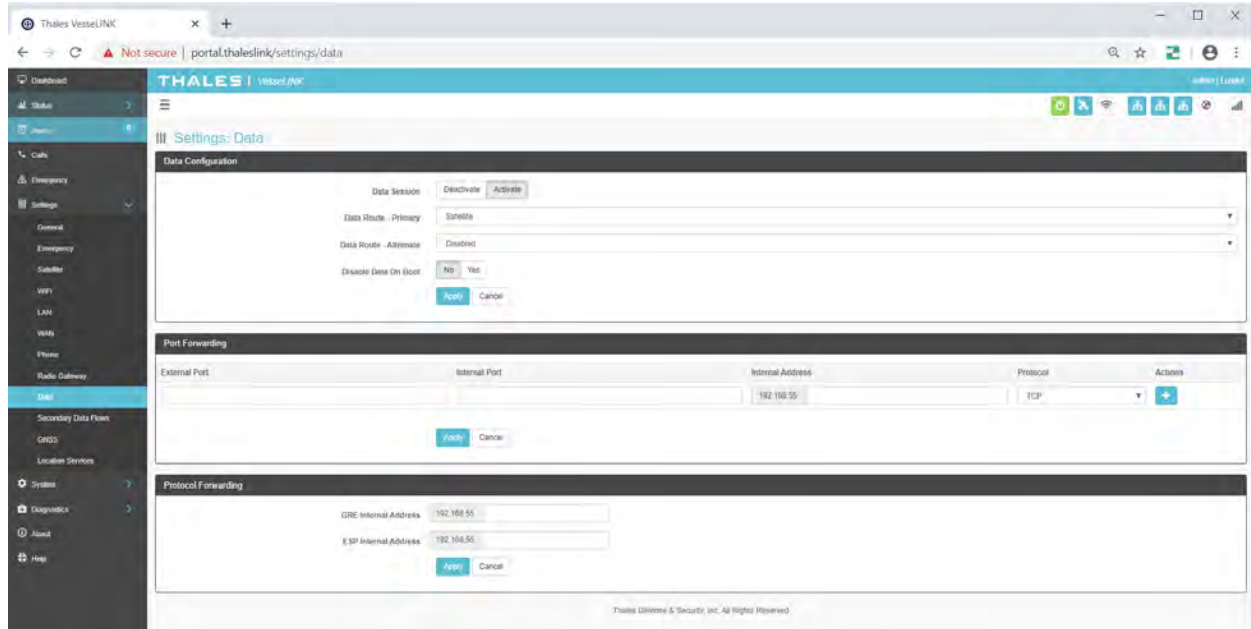 Thales VesseLINK
Not secure | portal.thaleslink/settings/data
Dashboard
THALES | VesseLINK
Status
Alerts
Settings: Data
Calls
Data Configuration
Emergency
Data Session Deactivate Activate
Settings
Data Route - Primary Satellite
General
Data Route - Alternate Disabled
Emergency
Satellite
Disable Data On Boot No Yes
WiFi
Apply Cancel
LAN
WAN
Port Forwarding
Phone
External Port Internal Port Internal Address Protocol Actions
Radio Gateway
Data
192.168.55 TCP
Secondary Data Flows
GNSS
Apply Cancel
Location Services
System
Protocol Forwarding
Diagnostics
GRE Internal Address 192.168.55
About
ESP Internal Address 192.168.55
Help
Apply Cancel
Thales Defense & Security, Inc. All Rights Reserved.